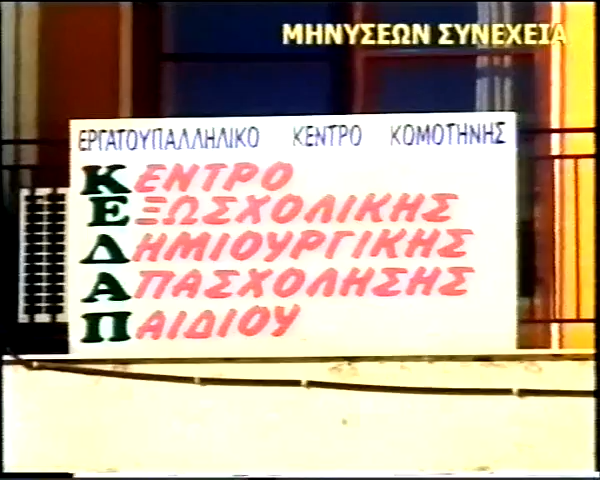 ΜΗΝΥΣΕΩΝ ΣΥΝΕΧΕΙΑ
ΕΡΓΑΤΟΥΠΑΛΛΗΛΙΚΟ ΚΕΝΤΡΟ ΚΟΜΟΤΗΝΗΣ
ΚΕΝΤΡΟ
ΕΞΩΣΧΟΛΙΚΗΣ
ΔΗΜΙΟΥΡΓΙΚΗΣ
ΑΠΑΣΧΟΛΗΣΗΣ
ΠΑΙΔΙΟΥ